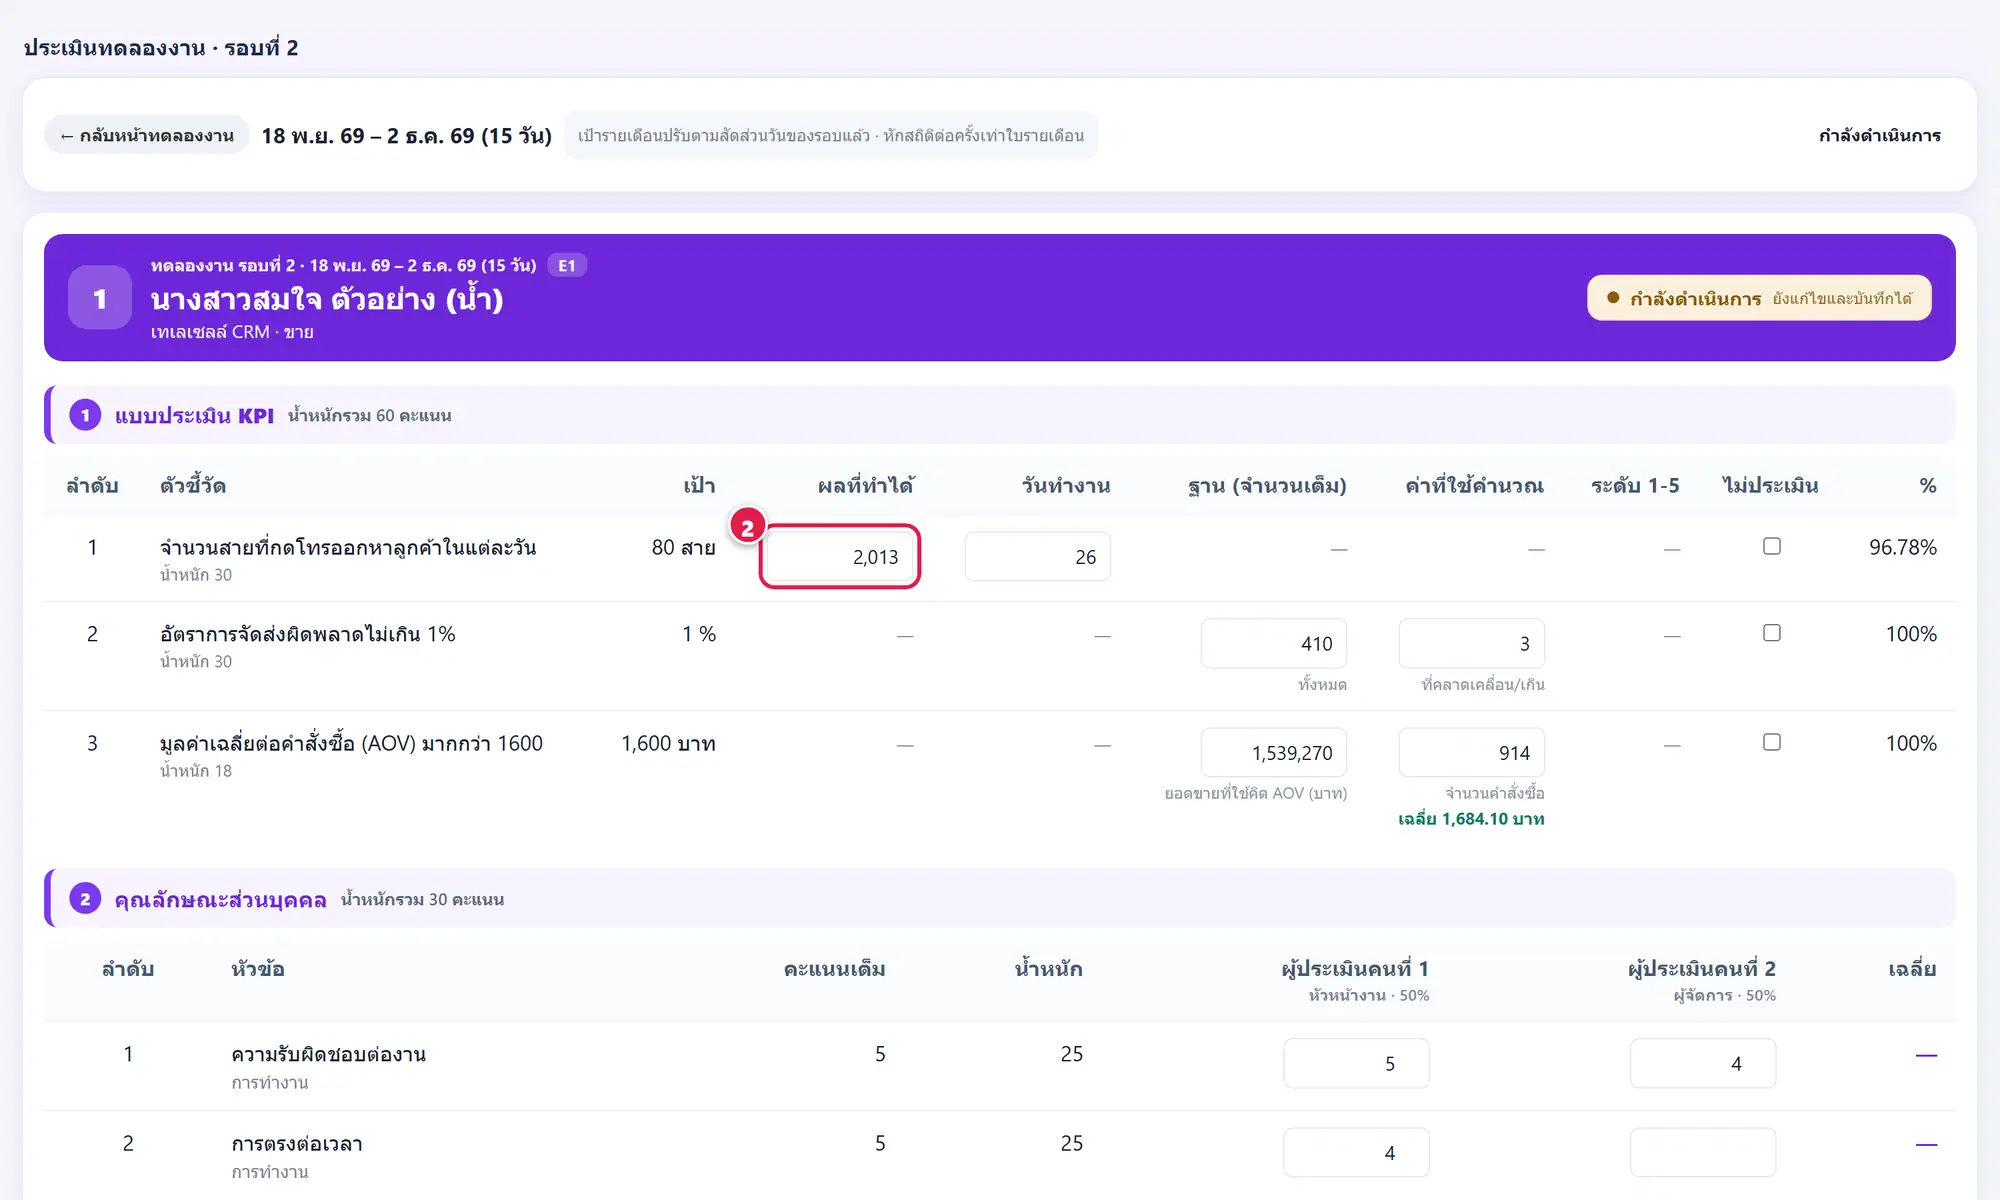 ประเมินทดลองงาน · รอบที่ 2
← กลับหน้าทดลองงาน 18 พ.ย. 69 – 2 ธ.ค. 69 (15 วัน) เป้ารายเดือนปรับตามสัดส่วนวันของรอบแล้ว · หักสถิติต่อครั้งเท่าใบรายเดือน กำลังดำเนินการ
ทดลองงาน รอบที่ 2 · 18 พ.ย. 69 – 2 ธ.ค. 69 (15 วัน) E1
1 นางสาวสมใจ ตัวอย่าง (น้ำ) ● กำลังดำเนินการ ยังแก้ไขและบันทึกได้
เทเลเซลล์ CRM · ขาย
1 แบบประเมิน KPI น้ำหนักรวม 60 คะแนน
ลำดับ ตัวชี้วัด เป้า ผลที่ทำได้ วันทำงาน ฐาน (จำนวนเต็ม) ค่าที่ใช้คำนวณ ระดับ 1-5 ไม่ประเมิน %
2
1 จำนวนสายที่กดโทรออกหาลูกค้าในแต่ละวัน 80 สาย 2,013 26 — — — 96.78%
น้ำหนัก 30
2 อัตราการจัดส่งผิดพลาดไม่เกิน 1% 1 % — — 410 3 — 100%
น้ำหนัก 30 ทั้งหมด ที่คลาดเคลื่อน/เกิน
3 มูลค่าเฉลี่ยต่อคำสั่งซื้อ (AOV) มากกว่า 1600 1,600 บาท — — 1,539,270 914 — 100%
น้ำหนัก 18 ยอดขายที่ใช้คิด AOV (บาท) จำนวนคำสั่งซื้อ
เฉลี่ย 1,684.10 บาท
2 คุณลักษณะส่วนบุคคล น้ำหนักรวม 30 คะแนน
ลำดับ หัวข้อ คะแนนเต็ม น้ำหนัก ผู้ประเมินคนที่ 1 ผู้ประเมินคนที่ 2 เฉลี่ย
หัวหน้างาน · 50% ผู้จัดการ · 50%
1 ความรับผิดชอบต่องาน 5 25 5 4 —
การทำงาน
2 การตรงต่อเวลา 5 25 4 —
การทำงาน